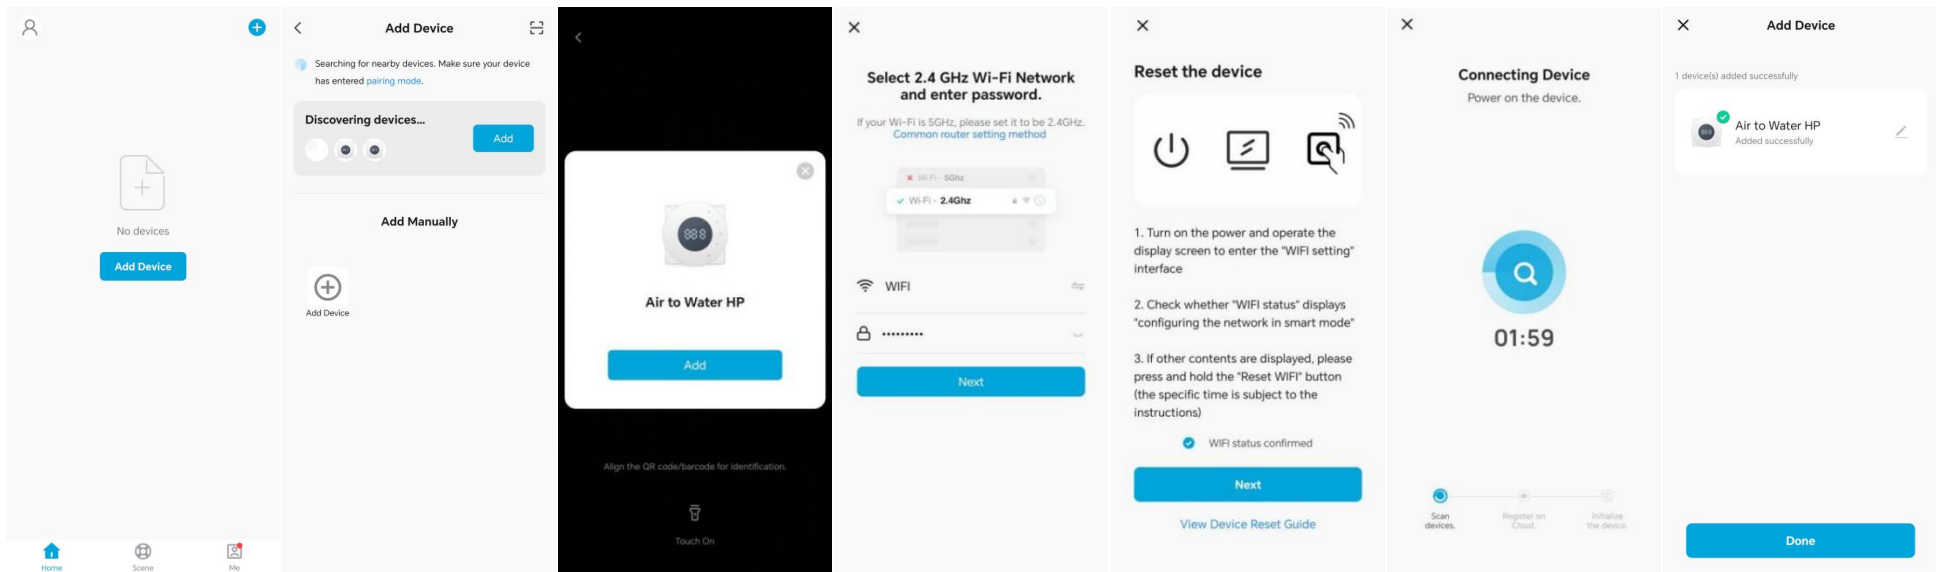 No devices
Add Device
Home
Scene
Me
Add Device
Searching for nearby devices. Make sure your device
has entered pairing mode.
Discovering devices...
Add
Add Manually
Add Device
Air to Water HP
Add
Align the QR code/barcode for identification.
Touch On
Select 2.4 GHz Wi-Fi Network
and enter password.
If your Wi-Fi is 5GHz, please set it to be 2.4GHz.
Common router setting method
Wi-Fi - 5Ghz
Wi-Fi - 2.4Ghz
WIFI
•••••••••
Next
Reset the device
1. Turn on the power and operate the
display screen to enter the "WIFI setting"
interface
2. Check whether "WIFI status" displays
"configuring the network in smart mode"
3. If other contents are displayed, please
press and hold the "Reset WIFI" button
(the specific time is subject to the
instructions)
WIFI status confirmed
Next
View Device Reset Guide
Connecting Device
Power on the device.
01:59
Scan
devices.
Register on
Cloud.
Initialize
the device.
Add Device
1 device(s) added successfully
Air to Water HP
Added successfully
Done